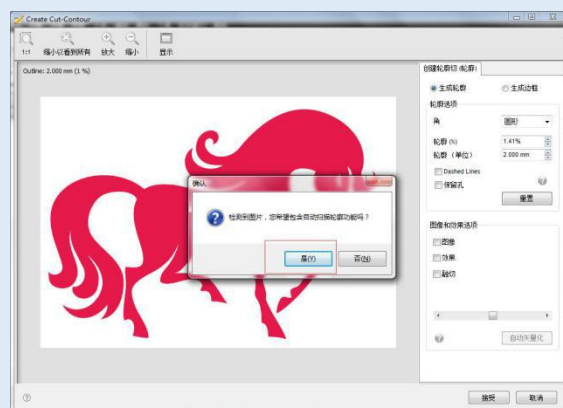 Create Cut-Contour
1:1
缩小以看到所有
放大
缩小
显示
Outline: 2.000 mm (1 %)
创建轮廓切 (轮廓)
生成轮廓
生成边框
轮廓选项
角
圆形
轮廓 (%)
1.41%
轮廓 (单位)
2.000 mm
Dashed Lines
保留孔
重置
图像和效果选项
图像
效果
融切
自动矢量化
确认
检测到图片，您希望包含自动扫描轮廓功能吗？
是(Y)
否(N)
接受
取消